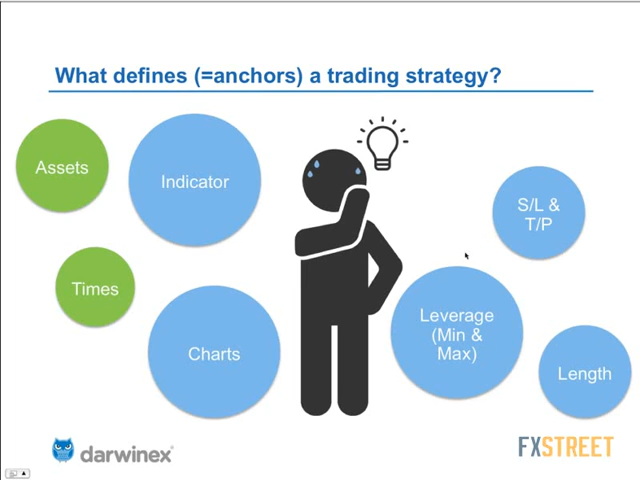 What defines (=anchors) a trading strategy?
Assets
Indicator
S/L &
T/P
Times
Charts
Leverage
(Min &
Max)
Length
darwinex®
FXSTREET